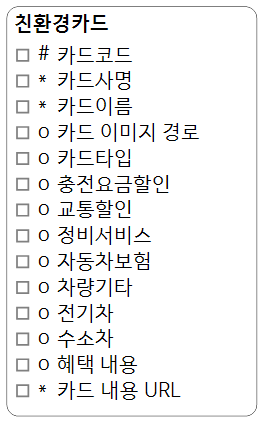 친환경카드
# 카드코드
* 카드사명
* 카드이름
o 카드 이미지 경로
o 카드타입
o 충전요금할인
o 교통할인
o 정비서비스
o 자동차보험
o 차량기타
o 전기차
o 수소차
o 혜택 내용
* 카드 내용 URL